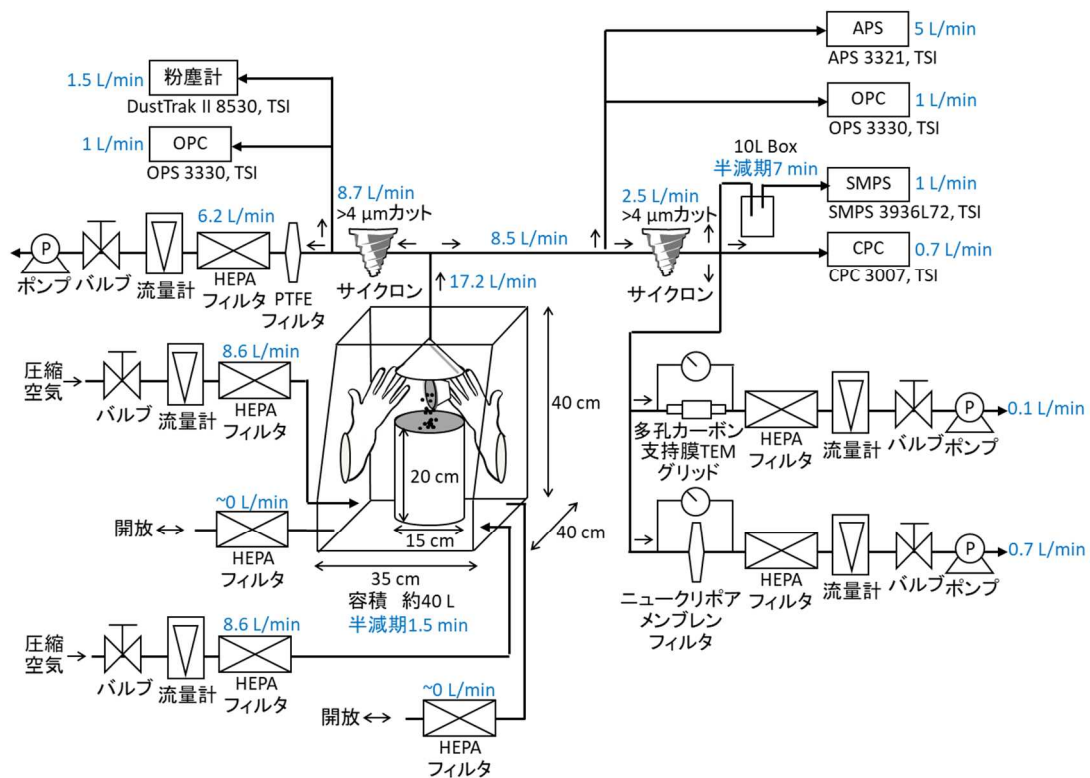 APS
5 L/min
APS 3321, TSI
1.5 L/min
粉塵計
DustTrak II 8530, TSI
OPC
1 L/min
OPS 3330, TSI
1 L/min
OPC
OPS 3330, TSI
10L Box
半減期7 min
SMPS
1 L/min
SMPS 3936L72, TSI
8.7 L/min
>4 μmカット
2.5 L/min
>4 μmカット
6.2 L/min
8.5 L/min
CPC
0.7 L/min
CPC 3007, TSI
P
ポンプ
バルブ
流量計
HEPA
フィルタ
PTFE
フィルタ
サイクロン
17.2 L/min
サイクロン
圧縮
空気
8.6 L/min
バルブ
流量計
HEPA
フィルタ
40 cm
20 cm
15 cm
40 cm
35 cm
容積 約40 L
半減期1.5 min
開放
~0 L/min
HEPA
フィルタ
圧縮
空気
8.6 L/min
バルブ
流量計
HEPA
フィルタ
開放
~0 L/min
HEPA
フィルタ
多孔カーボン
支持膜TEM
グリッド
HEPA
フィルタ
流量計
バルブ
P
ポンプ
0.1 L/min
ニュークリポア
メンブレン
フィルタ
HEPA
フィルタ
流量計
バルブ
P
ポンプ
0.7 L/min